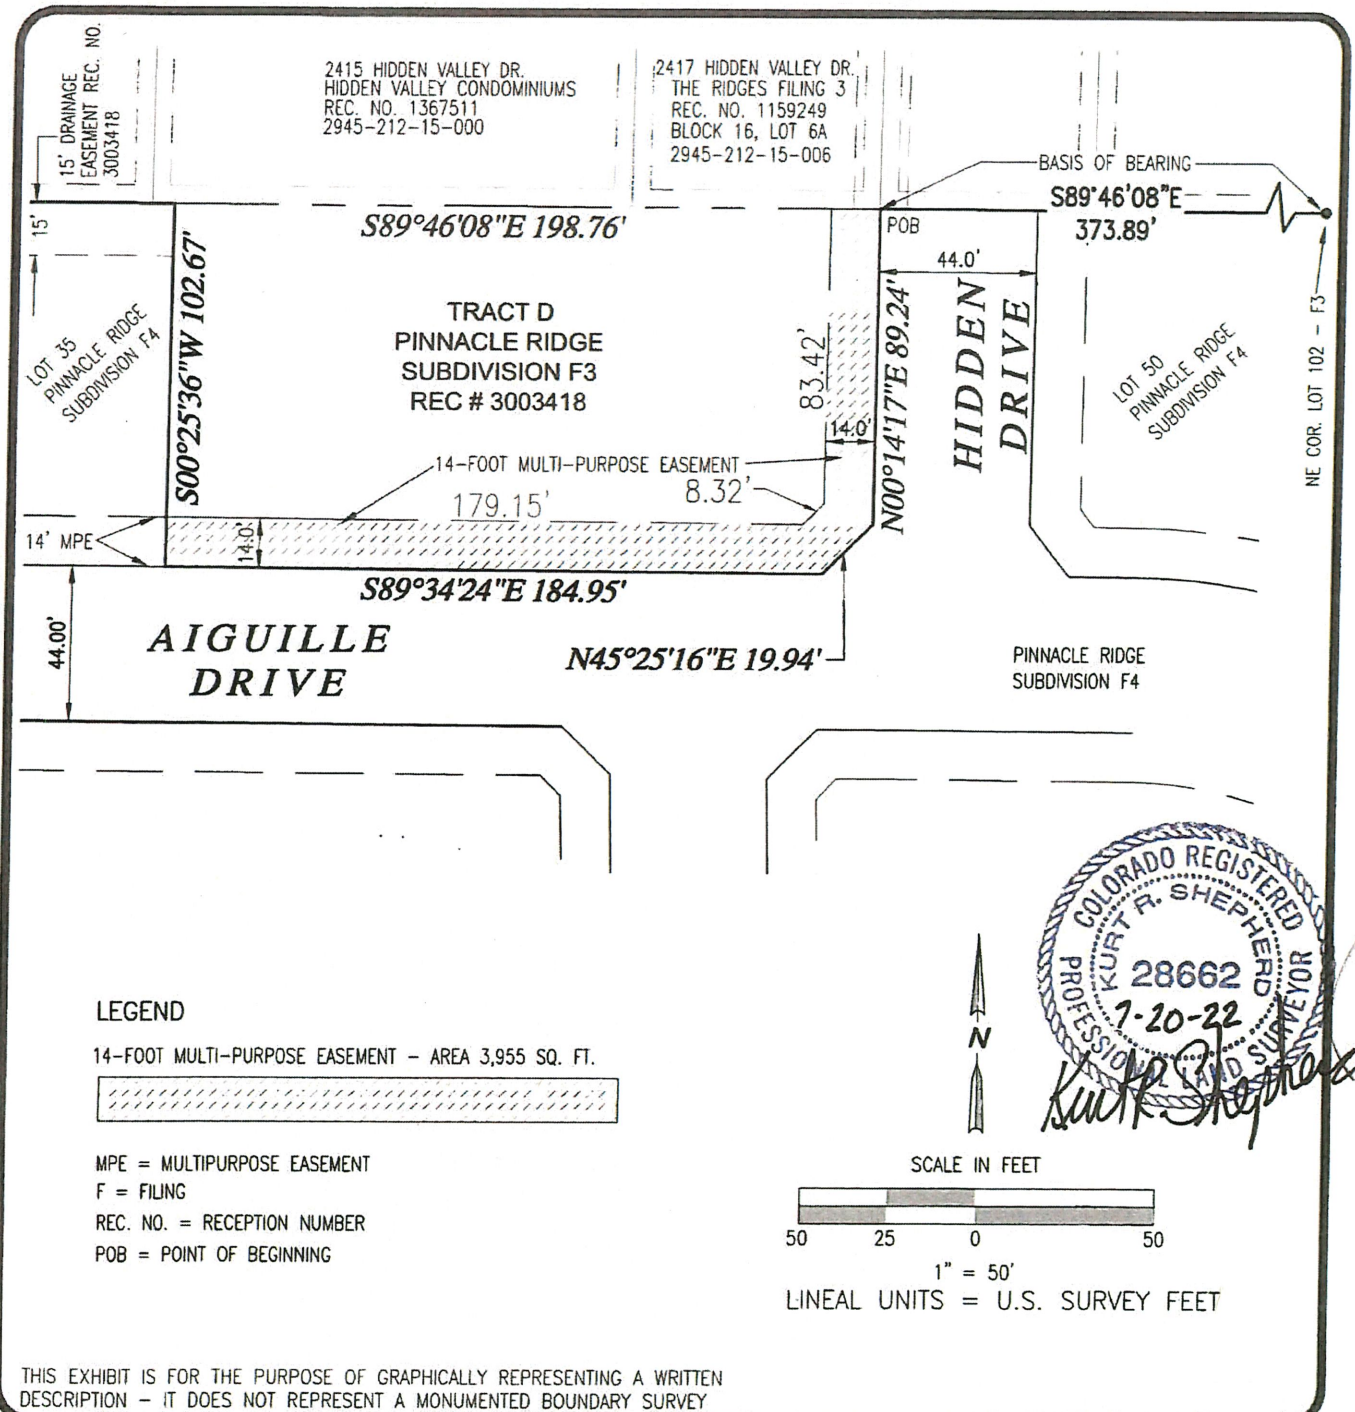 15' DRAINAGE
EASEMENT REC. NO.
3003418
2415 HIDDEN VALLEY DR.
HIDDEN VALLEY CONDOMINIUMS
REC. NO. 1367511
2945-212-15-000
2417 HIDDEN VALLEY DR.
THE RIDGES FILING 3
REC. NO. 1159249
BLOCK 16, LOT 6A
2945-212-15-006
BASIS OF BEARING
S89°46'08"E
373.89'
15'
S89°46'08"E 198.76'
POB
44.0'
S00°25'36"W 102.67'
TRACT D
PINNACLE RIDGE
SUBDIVISION F3
REC # 3003418
83.42'
N00°14'17"E 89.24'
HIDDEN
DRIVE
LOT 35
PINNACLE RIDGE
SUBDIVISION F4
LOT 50
PINNACLE RIDGE
SUBDIVISION F4
NE COR. LOT 102 - F3
14.0'
14-FOOT MULTI-PURPOSE EASEMENT
179.15'
8.32'
14' MPE
14.0'
S89°34'24"E 184.95'
44.00'
AIGUILLE
DRIVE
N45°25'16"E 19.94'
PINNACLE RIDGE
SUBDIVISION F4
COLORADO REGISTERED
KURT R. SHEPHERD
28662
7-20-22
PROFESSIONAL LAND SURVEYOR
Kurt R. Shepherd
LEGEND
14-FOOT MULTI-PURPOSE EASEMENT - AREA 3,955 SQ. FT.
MPE = MULTIPURPOSE EASEMENT
F = FILING
REC. NO. = RECEPTION NUMBER
POB = POINT OF BEGINNING
N
SCALE IN FEET
50 25 0 50
1" = 50'
LINEAL UNITS = U.S. SURVEY FEET
THIS EXHIBIT IS FOR THE PURPOSE OF GRAPHICALLY REPRESENTING A WRITTEN
DESCRIPTION - IT DOES NOT REPRESENT A MONUMENTED BOUNDARY SURVEY